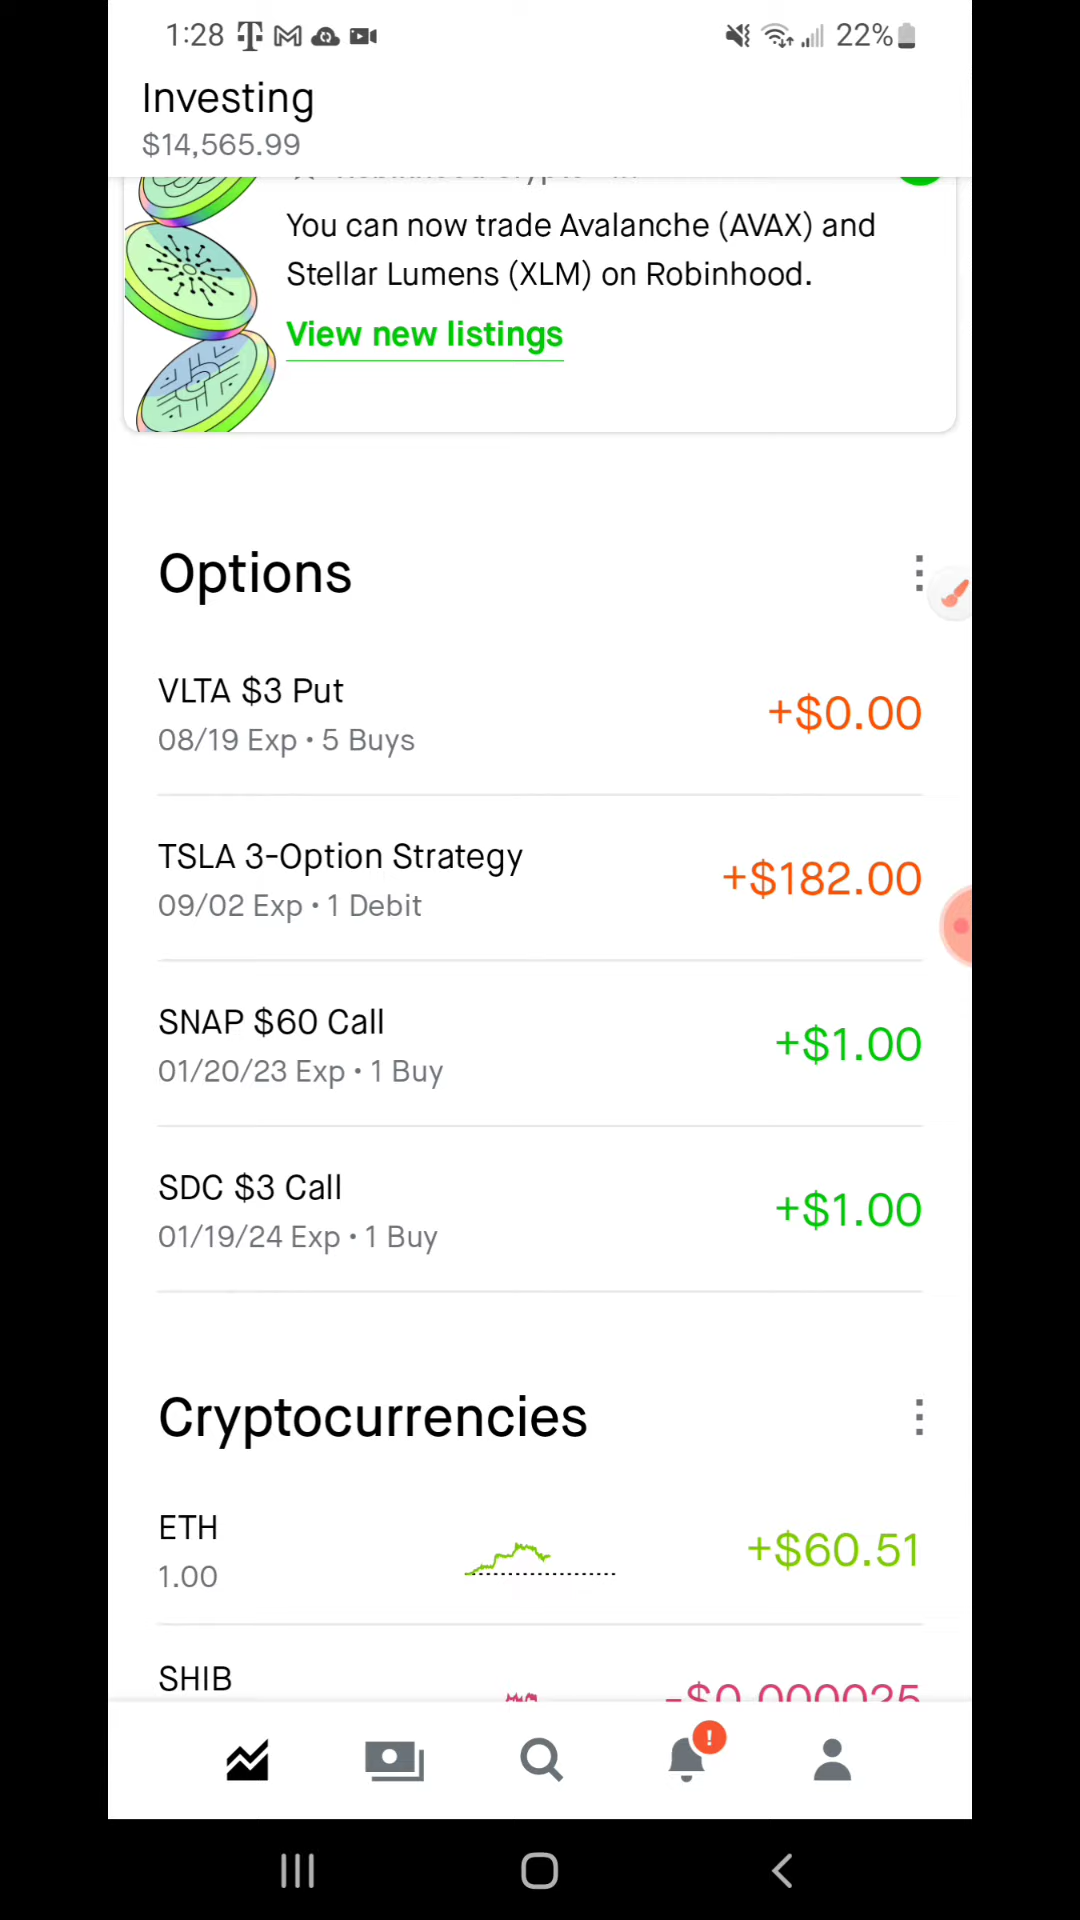 1:28
22%
Investing
$14,565.99
You can now trade Avalanche (AVAX) and
Stellar Lumens (XLM) on Robinhood.
View new listings
Options
VLTA $3 Put
+$0.00
08/19 Exp • 5 Buys
TSLA 3-Option Strategy
+$182.00
09/02 Exp • 1 Debit
SNAP $60 Call
+$1.00
01/20/23 Exp • 1 Buy
SDC $3 Call
+$1.00
01/19/24 Exp • 1 Buy
Cryptocurrencies
ETH
+$60.51
1.00
SHIB
-$0.000025
!